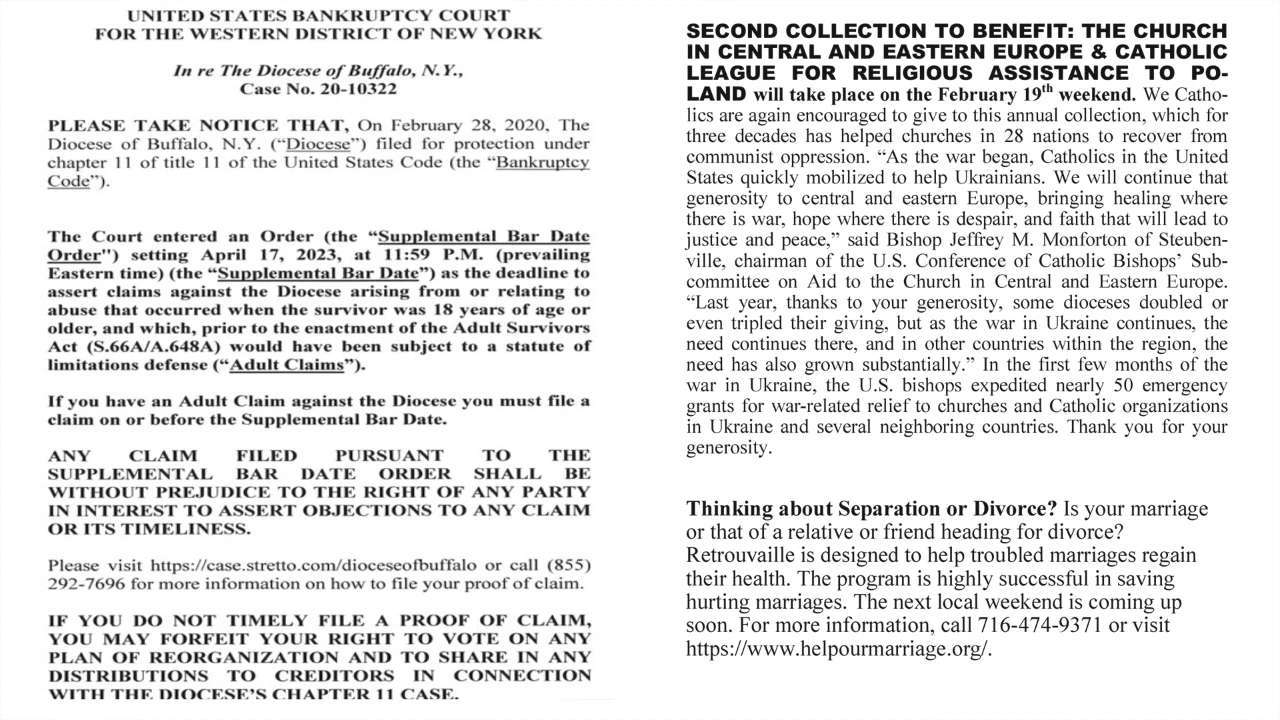 UNITED STATES BANKRUPTCY COURT
FOR THE WESTERN DISTRICT OF NEW YORK
In re The Diocese of Buffalo, N.Y.,
Case No. 20-10322
PLEASE TAKE NOTICE THAT, On February 28, 2020, The
Diocese of Buffalo, N.Y. (“Diocese”) filed for protection under
chapter 11 of title 11 of the United States Code (the “Bankruptcy
Code”).
The Court entered an Order (the “Supplemental Bar Date
Order") setting April 17, 2023, at 11:59 P.M. (prevailing
Eastern time) (the “Supplemental Bar Date”) as the deadline to
assert claims against the Diocese arising from or relating to
abuse that occurred when the survivor was 18 years of age or
older, and which, prior to the enactment of the Adult Survivors
Act (S.66A/A.648A) would have been subject to a statute of
limitations defense (“Adult Claims”).
If you have an Adult Claim against the Diocese you must file a
claim on or before the Supplemental Bar Date.
ANY CLAIM FILED PURSUANT TO THE
SUPPLEMENTAL BAR DATE ORDER SHALL BE
WITHOUT PREJUDICE TO THE RIGHT OF ANY PARTY
IN INTEREST TO ASSERT OBJECTIONS TO ANY CLAIM
OR ITS TIMELINESS.
Please visit https://case.stretto.com/dioceseofbuffalo or call (855)
292-7696 for more information on how to file your proof of claim.
IF YOU DO NOT TIMELY FILE A PROOF OF CLAIM,
YOU MAY FORFEIT YOUR RIGHT TO VOTE ON ANY
PLAN OF REORGANIZATION AND TO SHARE IN ANY
DISTRIBUTIONS TO CREDITORS IN CONNECTION
WITH THE DIOCESE’S CHAPTER 11 CASE.
SECOND COLLECTION TO BENEFIT: THE CHURCH
IN CENTRAL AND EASTERN EUROPE & CATHOLIC
LEAGUE FOR RELIGIOUS ASSISTANCE TO PO-
LAND will take place on the February 19th weekend. We Catho-
lics are again encouraged to give to this annual collection, which for
three decades has helped churches in 28 nations to recover from
communist oppression. “As the war began, Catholics in the United
States quickly mobilized to help Ukrainians. We will continue that
generosity to central and eastern Europe, bringing healing where
there is war, hope where there is despair, and faith that will lead to
justice and peace,” said Bishop Jeffrey M. Monforton of Steuben-
ville, chairman of the U.S. Conference of Catholic Bishops’ Sub-
committee on Aid to the Church in Central and Eastern Europe.
“Last year, thanks to your generosity, some dioceses doubled or
even tripled their giving, but as the war in Ukraine continues, the
need continues there, and in other countries within the region, the
need has also grown substantially.” In the first few months of the
war in Ukraine, the U.S. bishops expedited nearly 50 emergency
grants for war-related relief to churches and Catholic organizations
in Ukraine and several neighboring countries. Thank you for your
generosity.
Thinking about Separation or Divorce? Is your marriage
or that of a relative or friend heading for divorce?
Retrouvaille is designed to help troubled marriages regain
their health. The program is highly successful in saving
hurting marriages. The next local weekend is coming up
soon. For more information, call 716-474-9371 or visit
https://www.helpourmarriage.org/.